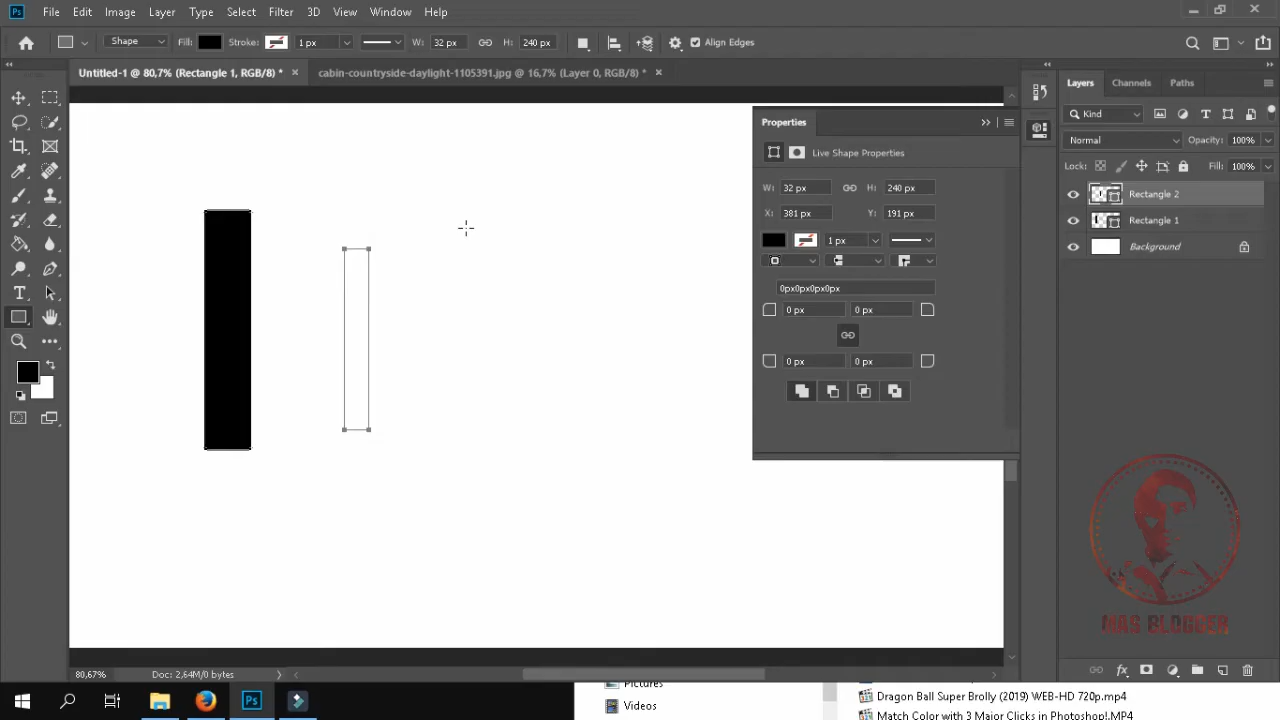 Ps File Edit Image Layer Type Select Filter 3D View Window Help
Shape Fill: Stroke: 1 px W: 32 px H: 240 px Align Edges
Untitled-1 @ 80,7% (Rectangle 1, RGB/8) * × cabin-countryside-daylight-1105391.jpg @ 16,7% (Layer 0, RGB/8) * ×
Layers Channels Paths
Kind
Normal Opacity: 100%
Lock: Fill: 100%
Rectangle 2
Rectangle 1
Background
Properties
Live Shape Properties
W: 32 px H: 240 px
X: 381 px Y: 191 px
1 px
0px0px0px0px
0 px 0 px
0 px 0 px
MAS BLOGGER
80,67% Doc: 2,64M/0 bytes
Ps
Pictures
Videos
Dragon Ball Super Brolly (2019) WEB-HD 720p.mp4
Match Color with 3 Major Clicks in Photoshop!.MP4